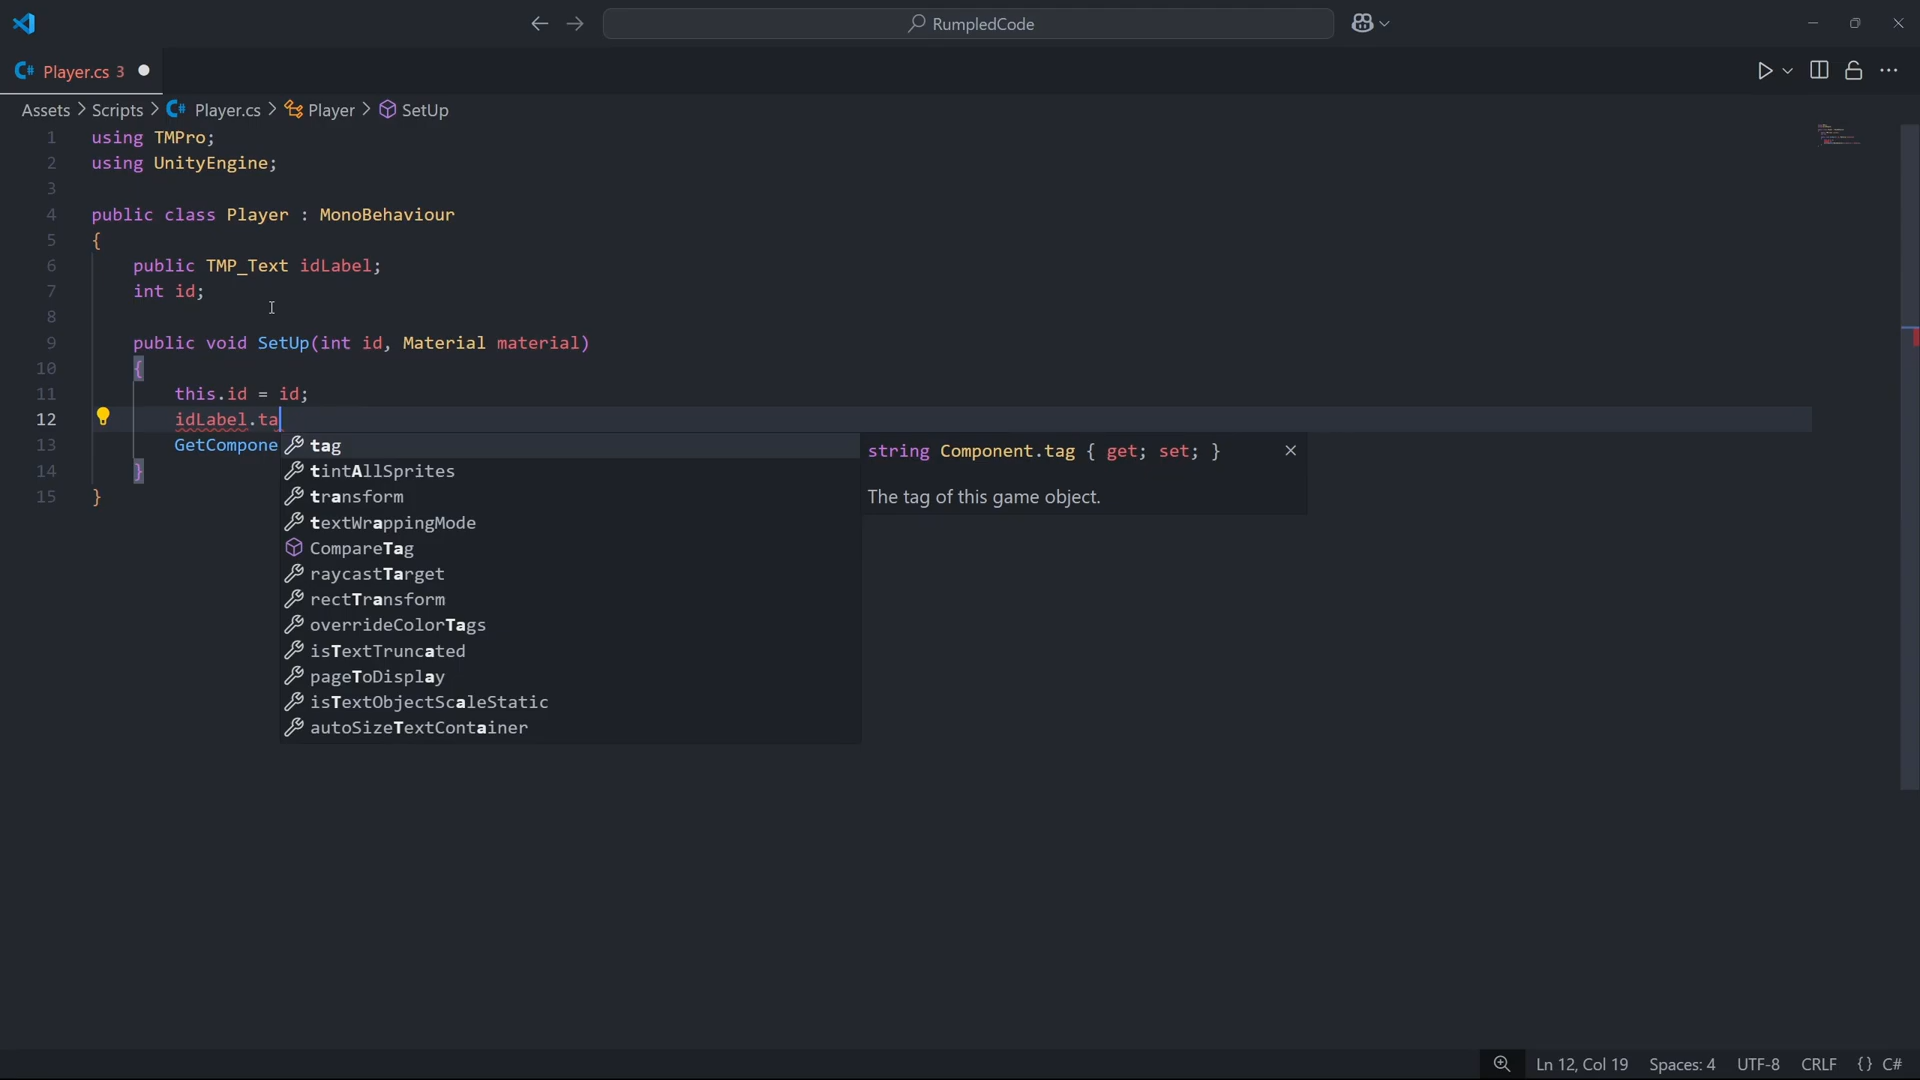 RumpledCode
Player.cs 3
Assets > Scripts > Player.cs > Player > SetUp
1 using TMPro;
2 using UnityEngine;
3
4 public class Player : MonoBehaviour
5 {
6 public TMP_Text idLabel;
7 int id;
8
9 public void SetUp(int id, Material material)
10 {
11 this.id = id;
12 idLabel.ta
13 GetCompone
14 }
15 }
tag
tintAllSprites
transform
textWrappingMode
CompareTag
raycastTarget
rectTransform
overrideColorTags
isTextTruncated
pageToDisplay
isTextObjectScaleStatic
autoSizeTextContainer
string Component.tag { get; set; }
The tag of this game object.
Ln 12, Col 19 Spaces: 4 UTF-8 CRLF {} C#